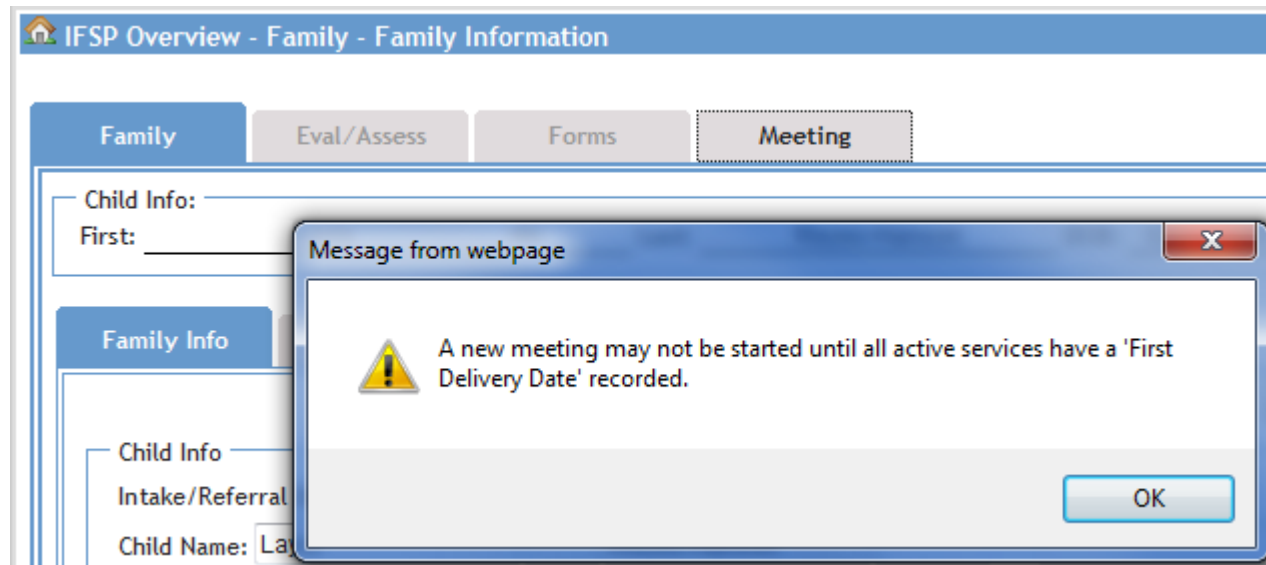 IFSP Overview - Family - Family Information
Family Eval/Assess Forms Meeting
Child Info:
First:
Message from webpage
A new meeting may not be started until all active services have a 'First
Delivery Date' recorded.
OK
Family Info
Child Info
Intake/Referral
Child Name: Lay